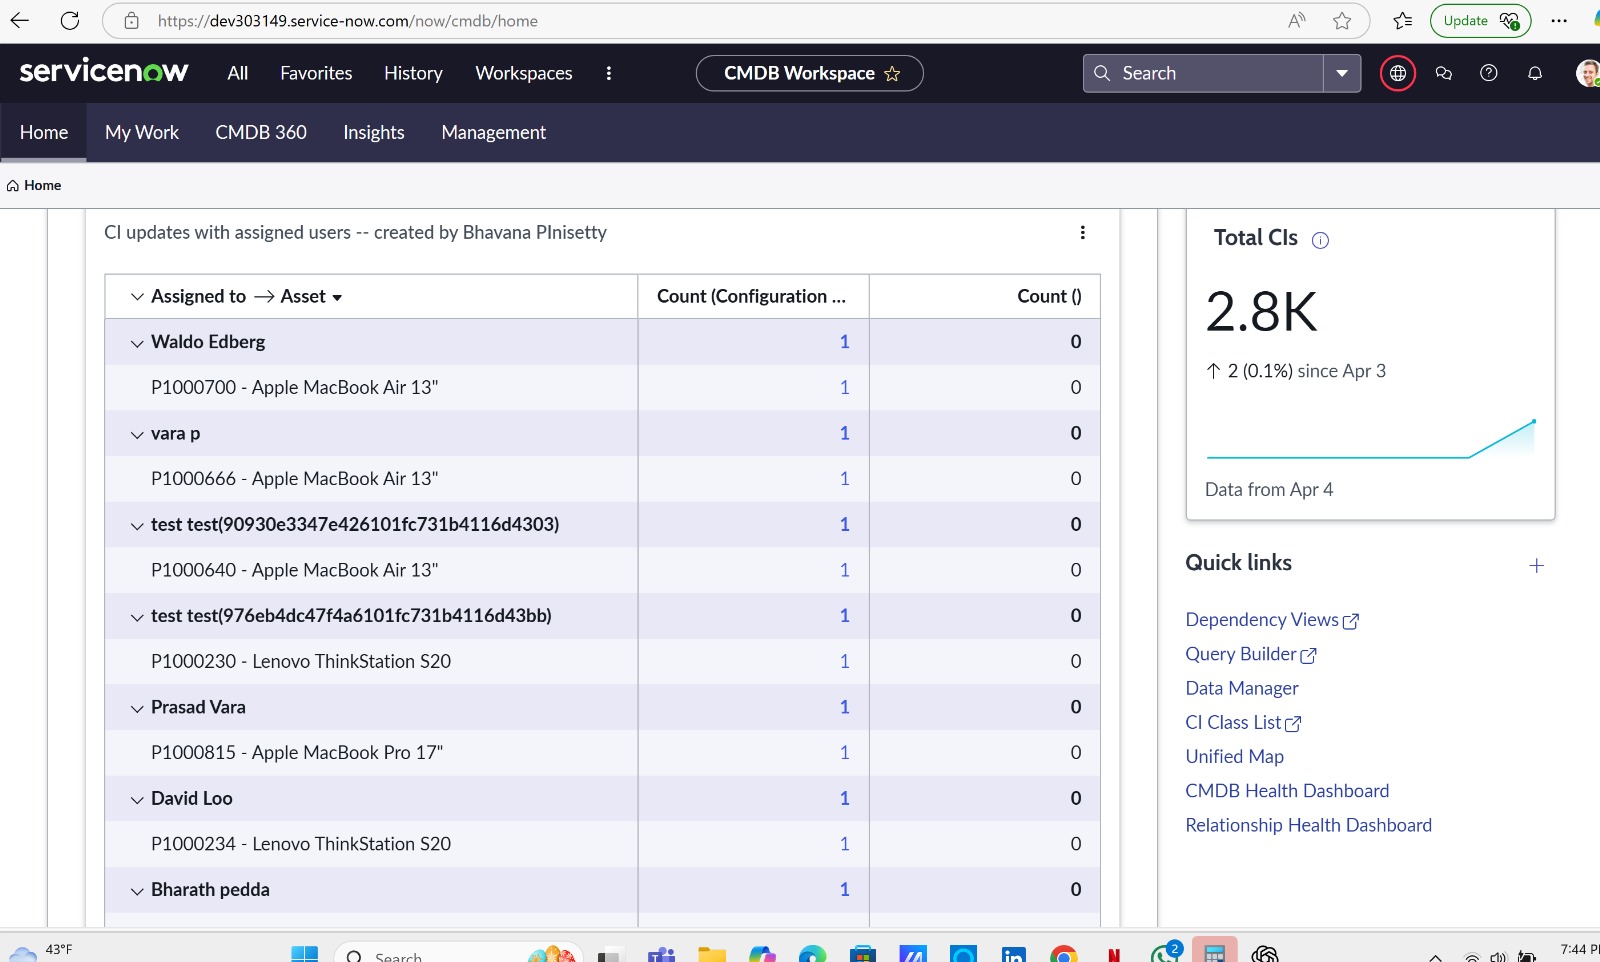 https://dev303149.service-now.com/now/cmdb/home
Update
servicenow
All
Favorites
History
Workspaces
CMDB Workspace
Search
Home
My Work
CMDB 360
Insights
Management
Home
CI updates with assigned users -- created by Bhavana PInisetty
Assigned to → Asset
Count (Configuration ...
Count ()
Waldo Edberg 1 0
P1000700 - Apple MacBook Air 13" 1 0
vara p 1 0
P1000666 - Apple MacBook Air 13" 1 0
test test(90930e3347e426101fc731b4116d4303) 1 0
P1000640 - Apple MacBook Air 13" 1 0
test test(976eb4dc47f4a6101fc731b4116d43bb) 1 0
P1000230 - Lenovo ThinkStation S20 1 0
Prasad Vara 1 0
P1000815 - Apple MacBook Pro 17" 1 0
David Loo 1 0
P1000234 - Lenovo ThinkStation S20 1 0
Bharath pedda 1 0
Total CIs
2.8K
↑ 2 (0.1%) since Apr 3
Data from Apr 4
Quick links
Dependency Views
Query Builder
Data Manager
CI Class List
Unified Map
CMDB Health Dashboard
Relationship Health Dashboard
43°F
Search
2
7:44 P